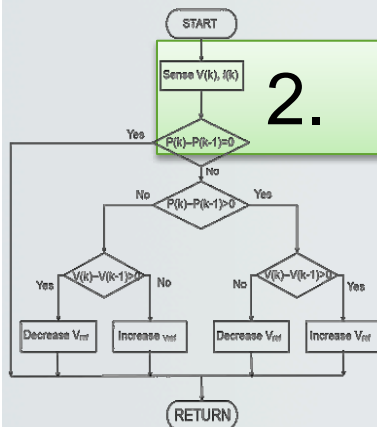 START
Sense V(k), I(k)
2.
Yes
P(k)–P(k-1)=0
No
P(k)–P(k-1)>0
No
Yes
V(k)–V(k-1)>0
V(k)–V(k-1)>0
Yes
No
No
Yes
Decrease Vref
Increase Vref
Decrease Vref
Increase Vref
RETURN